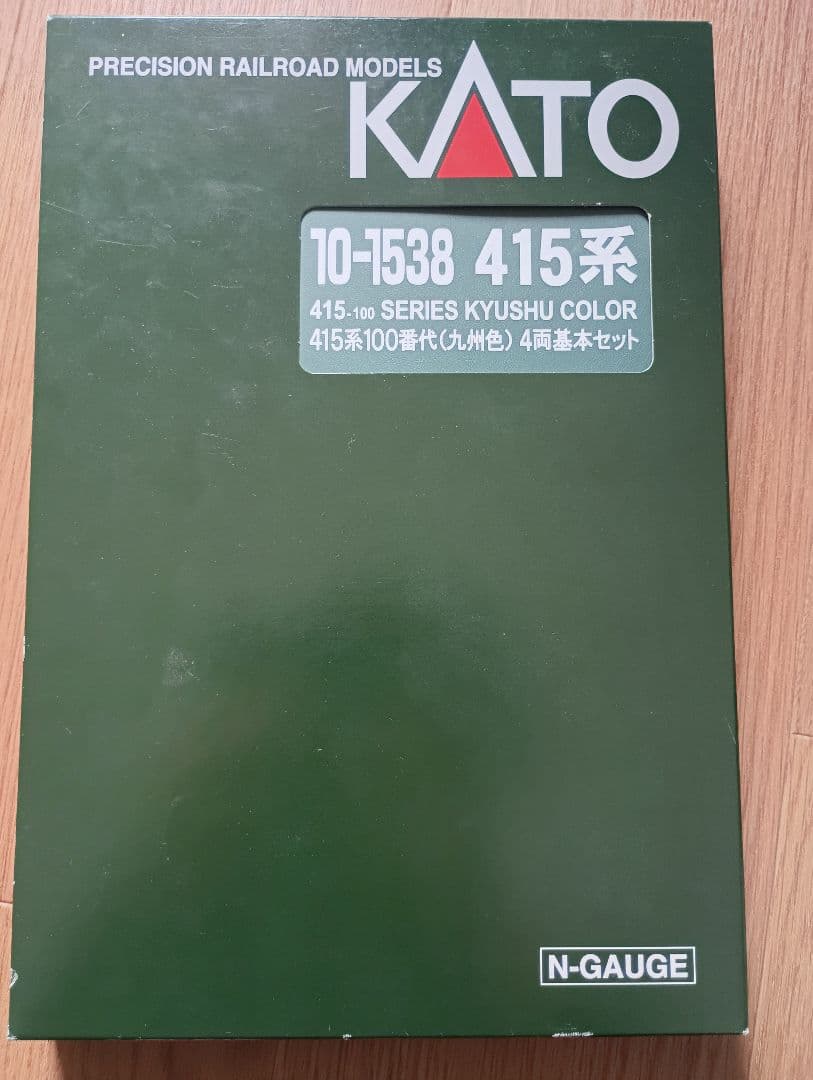 PRECISION RAILROAD MODELS
KATO
10-1538 415系
415-100 SERIES KYUSHU COLOR
415系100番代（九州色）4両基本セット
N-GAUGE